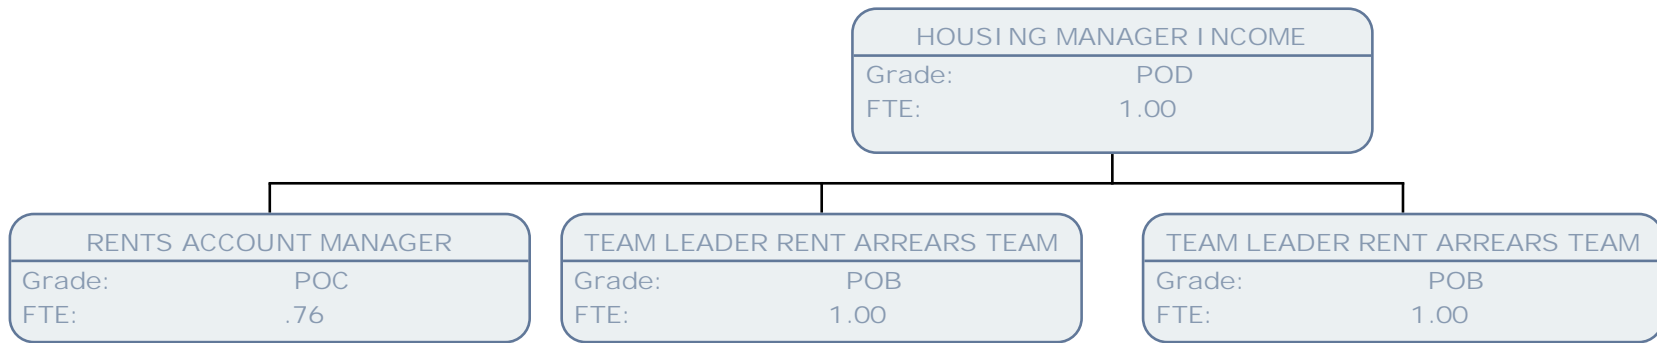 HOUSING MANAGER INCOME
Grade: POD
FTE: 1.00
RENTS ACCOUNT MANAGER
Grade: POC
FTE: .76
TEAM LEADER RENT ARREARS TEAM
Grade: POB
FTE: 1.00
TEAM LEADER RENT ARREARS TEAM
Grade: POB
FTE: 1.00